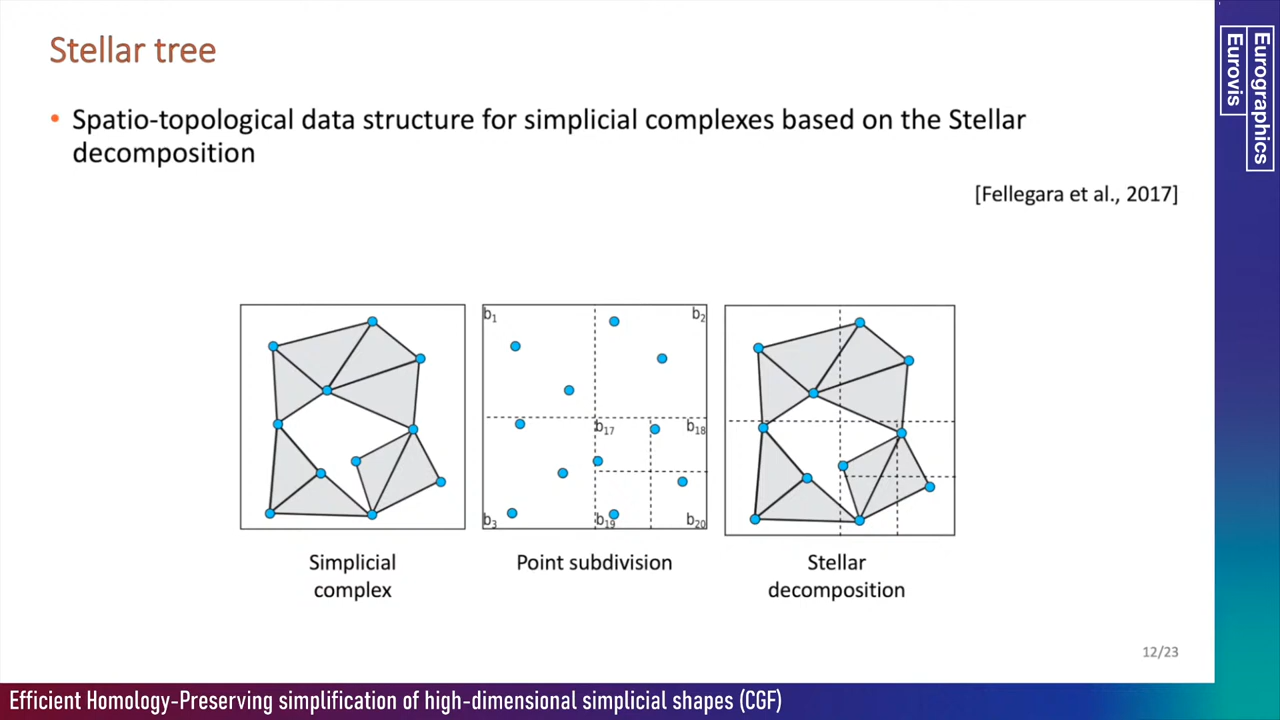 Stellar tree
• Spatio-topological data structure for simplicial complexes based on the Stellar
decomposition
[Fellegara et al., 2017]
b1
b2
b17
b18
b3
b19
b20
Simplicial
complex
Point subdivision
Stellar
decomposition
12/23
Eurographics
Eurovis
Efficient Homology-Preserving simplification of high-dimensional simplicial shapes (CGF)